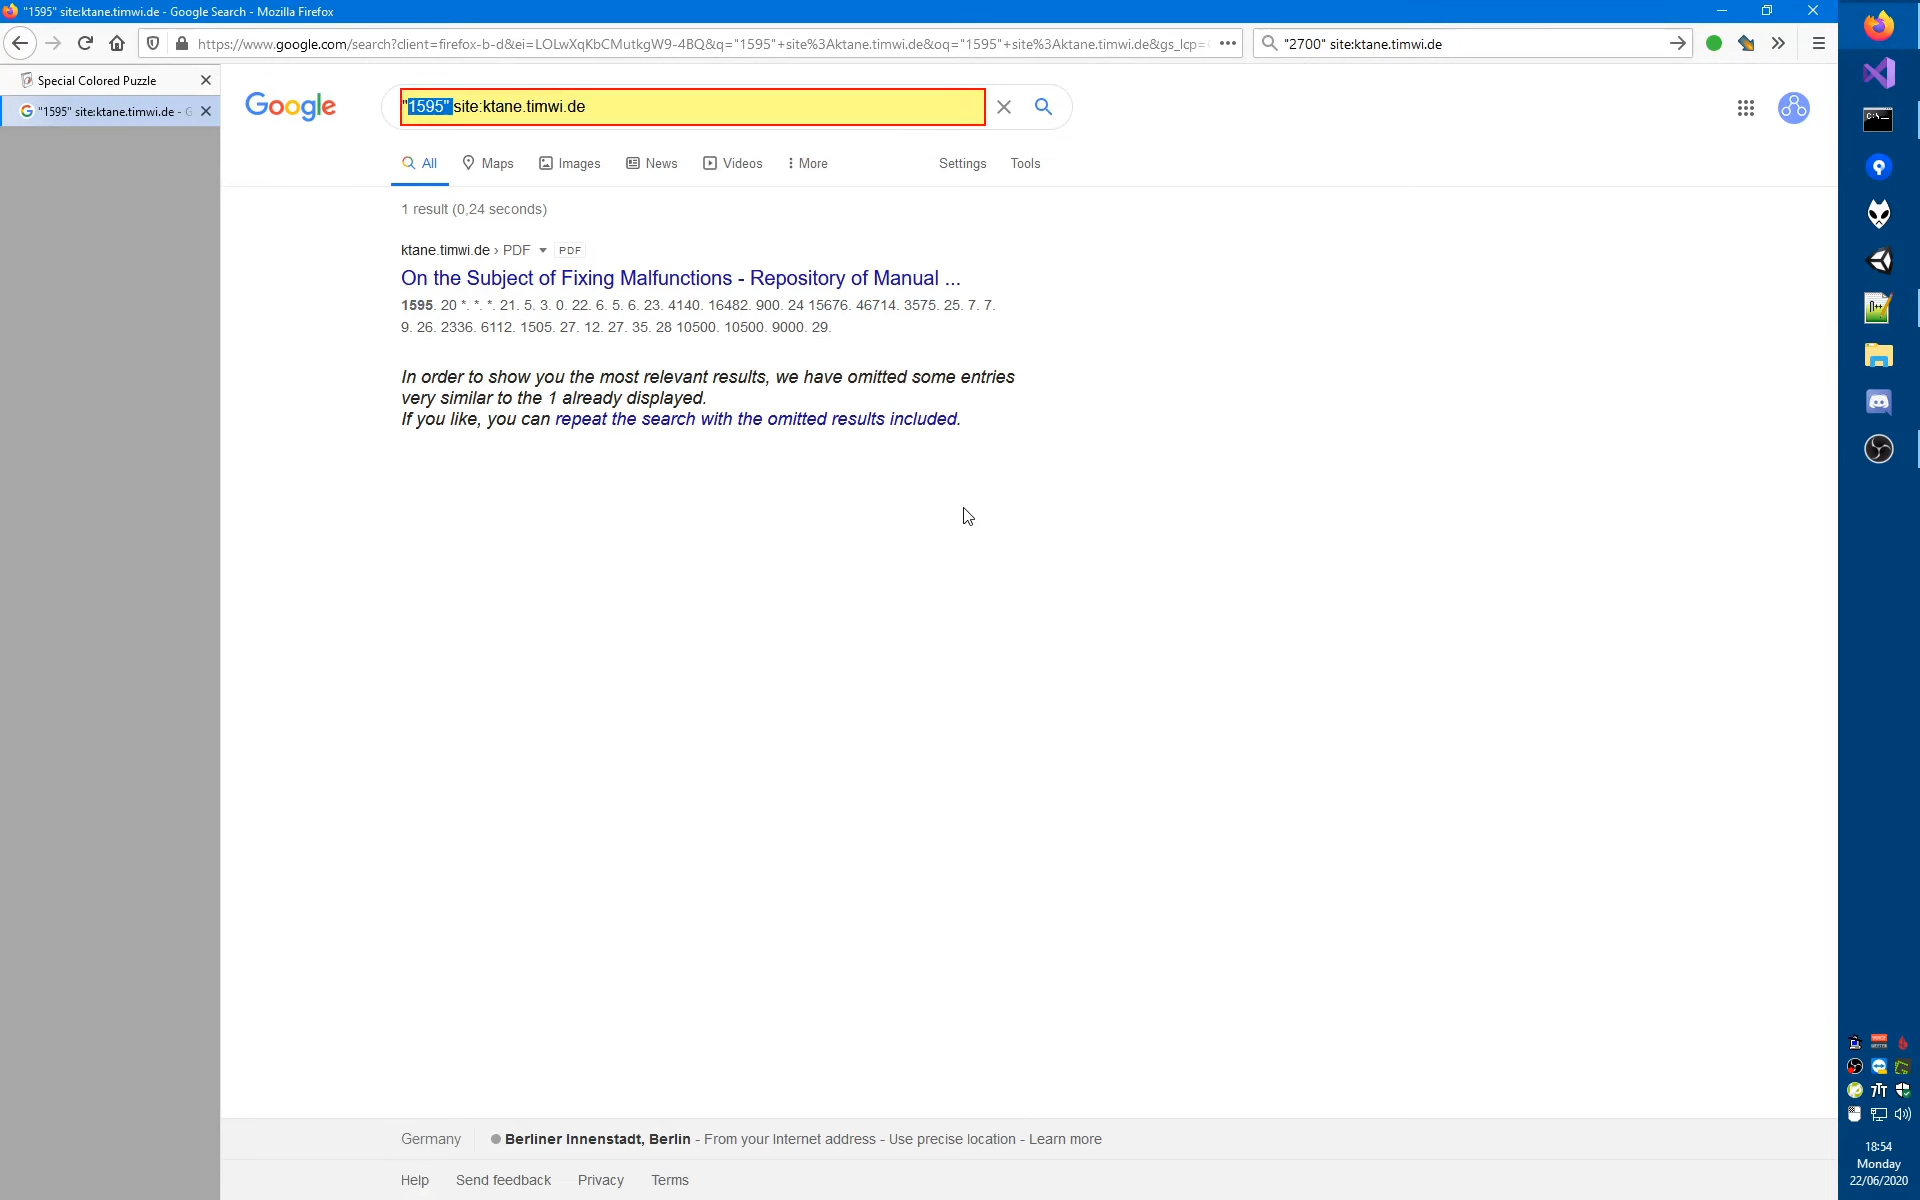 "1595" site:ktane.timwi.de - Google Search - Mozilla Firefox
https://www.google.com/search?client=firefox-b-d&ei=LOLwXqKbCMutkgW9-4BQ&q="1595"+site%3Aktane.timwi.de&oq="1595"+site%3Aktane.timwi.de&gs_lcp=
"2700" site:ktane.timwi.de
Special Colored Puzzle
"1595" site:ktane.timwi.de - G
Google
"1595" site:ktane.timwi.de
All
Maps
Images
News
Videos
More
Settings
Tools
1 result (0,24 seconds)
ktane.timwi.de › PDF
PDF
On the Subject of Fixing Malfunctions - Repository of Manual ...
1595. 20 *. *. *. 21. 5. 3. 0. 22. 6. 5. 6. 23. 4140. 16482. 900. 24 15676. 46714. 3575. 25. 7. 7.
9. 26. 2336. 6112. 1505. 27. 12. 27. 35. 28 10500. 10500. 9000. 29.
In order to show you the most relevant results, we have omitted some entries
very similar to the 1 already displayed.
If you like, you can repeat the search with the omitted results included.
Germany
Berliner Innenstadt, Berlin - From your Internet address - Use precise location - Learn more
Help
Send feedback
Privacy
Terms
18:54
Monday
22/06/2020